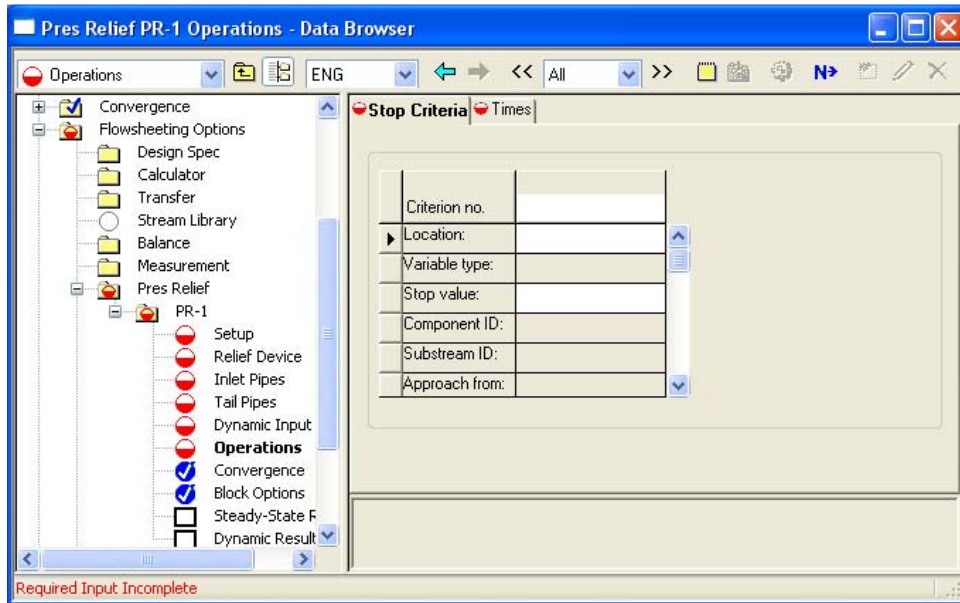 Pres Relief PR-1 Operations - Data Browser
Operations
ENG
<<
All
>>
N
Convergence
Flowsheeting Options
Design Spec
Calculator
Transfer
Stream Library
Balance
Measurement
Pres Relief
PR-1
Setup
Relief Device
Inlet Pipes
Tail Pipes
Dynamic Input
Operations
Convergence
Block Options
Steady-State R
Dynamic Result
Stop Criteria
Times
Criterion no.
Location:
Variable type:
Stop value:
Component ID:
Substream ID:
Approach from:
Required Input Incomplete